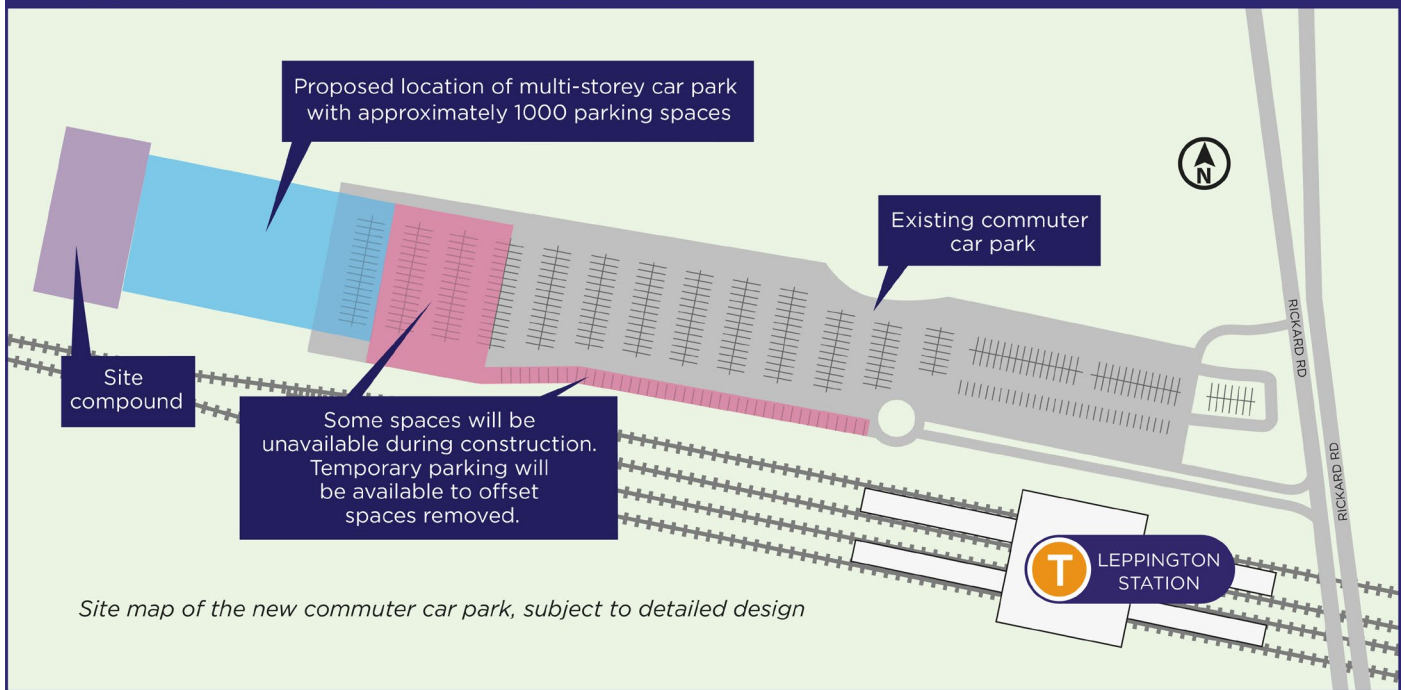 Proposed location of multi-storey car park
with approximately 1000 parking spaces
N
Existing commuter
car park
RICKARD RD
Site
compound
Some spaces will be
unavailable during construction.
Temporary parking will
be available to offset
spaces removed.
RICKARD RD
T
LEPPINGTON
STATION
Site map of the new commuter car park, subject to detailed design